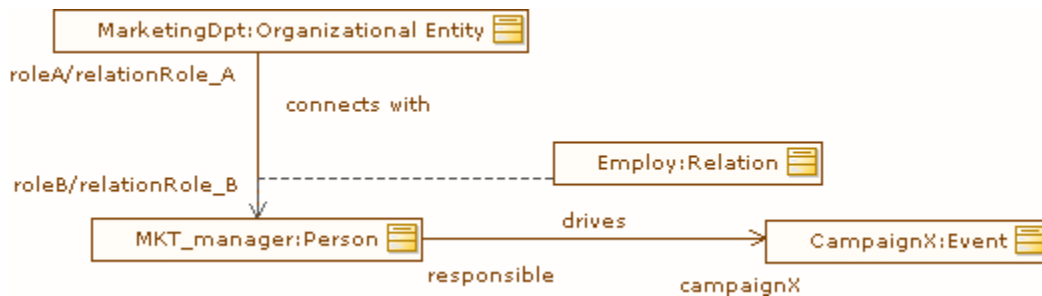 MarketingDpt:Organizational Entity
roleA/relationRole_A
connects with
Employ:Relation
roleB/relationRole_B
drives
MKT_manager:Person
CampaignX:Event
responsible
campaignX